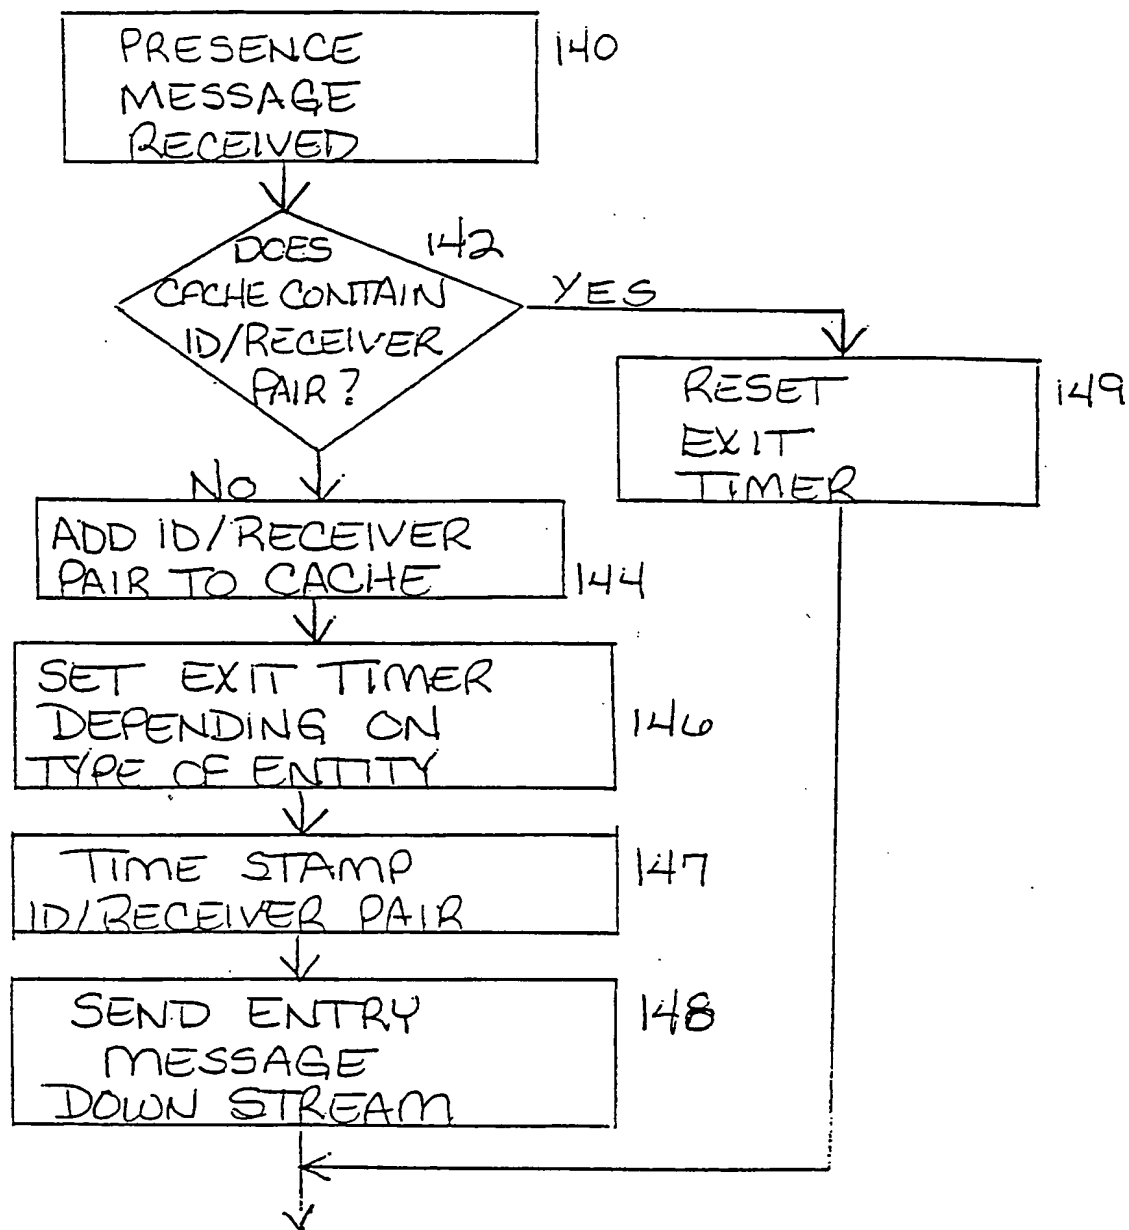 PRESENCE
MESSAGE
RECEIVED
140
DOES
CACHE CONTAIN
ID/RECEIVER
PAIR?
142
YES
RESET
EXIT
TIMER
149
NO
ADD ID/RECEIVER
PAIR TO CACHE
144
SET EXIT TIMER
DEPENDING ON
TYPE OF ENTITY
146
TIME STAMP
ID/RECEIVER PAIR
147
SEND ENTRY
MESSAGE
DOWN STREAM
148